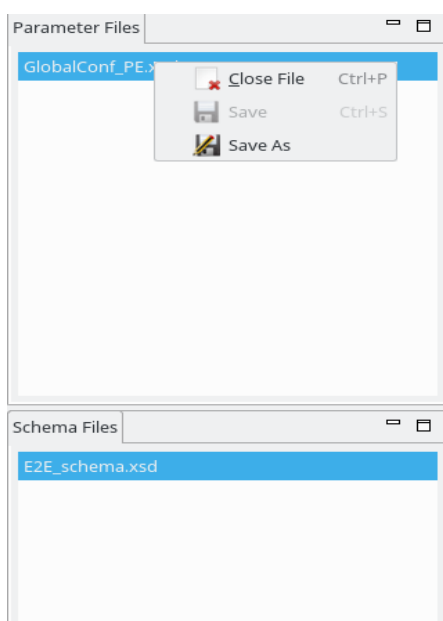 Parameter Files
GlobalConf_PE.x
Close File Ctrl+P
Save Ctrl+S
Save As
Schema Files
E2E_schema.xsd